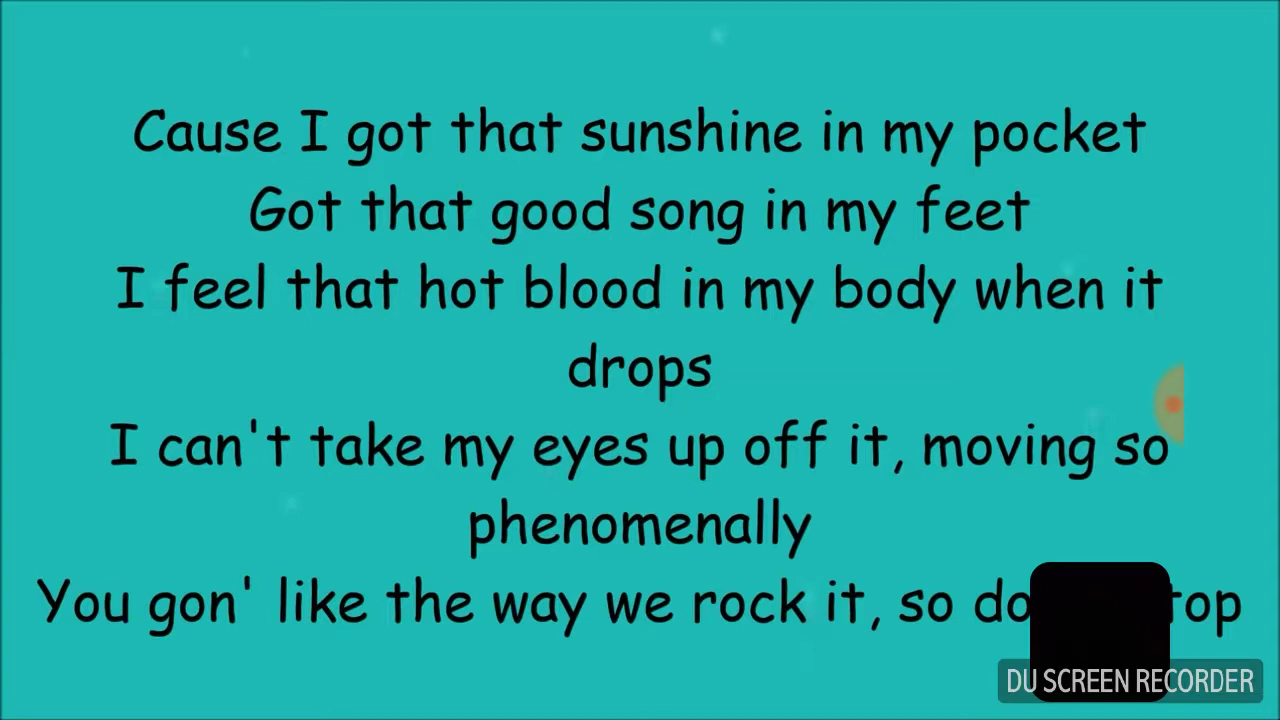 Cause I got that sunshine in my pocket
Got that good song in my feet
I feel that hot blood in my body when it
drops
I can't take my eyes up off it, moving so
phenomenally
You gon' like the way we rock it, so
DU SCREEN RECORDER